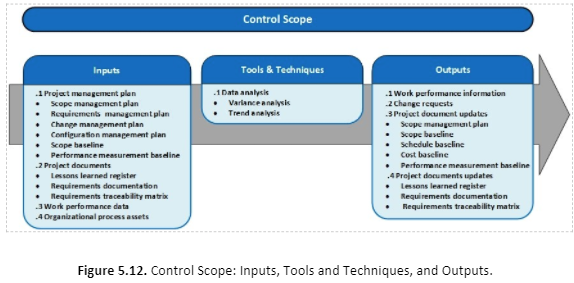 Control Scope
Inputs
.1 Project management plan
• Scope management plan
• Requirements management plan
• Change management plan
• Configuration management plan
• Scope baseline
• Performance measurement baseline
.2 Project documents
• Lessons learned register
• Requirements documentation
• Requirements traceability matrix
.3 Work performance data
.4 Organizational process assets
Tools & Techniques
.1 Data analysis
• Variance analysis
• Trend analysis
Outputs
.1 Work performance information
.2 Change requests
.3 Project document updates
• Scope management plan
• Scope baseline
• Schedule baseline
• Cost baseline
• Performance measurement baseline
.4 Project documents updates
• Lessons learned register
• Requirements documentation
• Requirements traceability matrix
Figure 5.12. Control Scope: Inputs, Tools and Techniques, and Outputs.